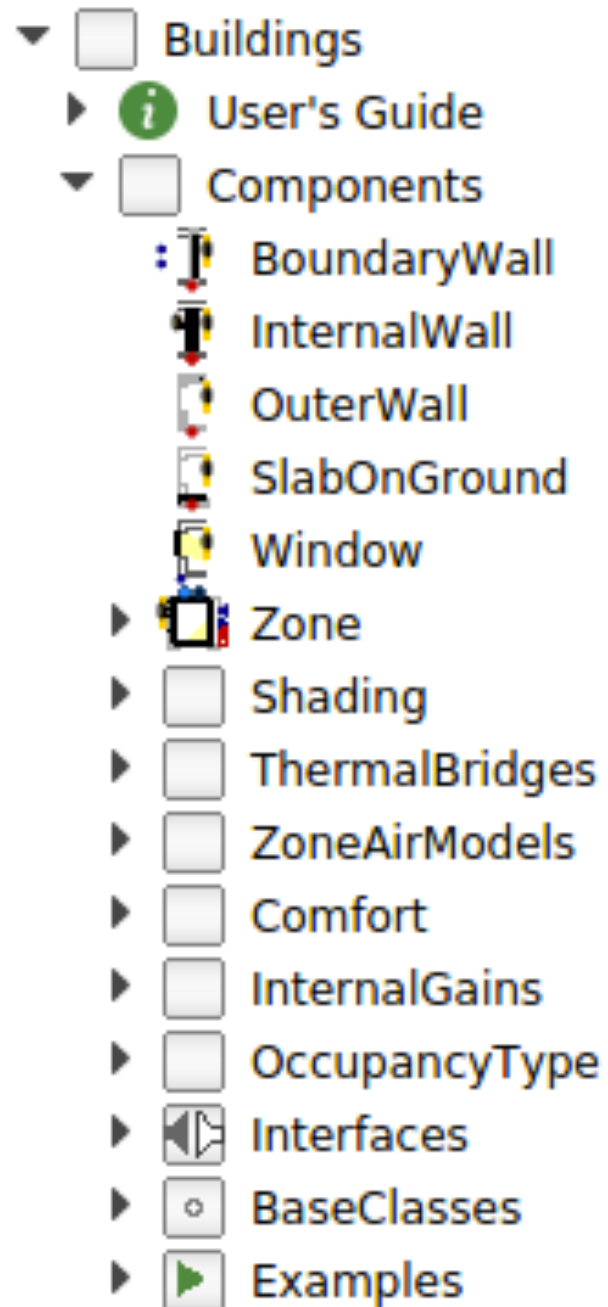 Buildings
User's Guide
Components
BoundaryWall
InternalWall
OuterWall
SlabOnGround
Window
Zone
Shading
ThermalBridges
ZoneAirModels
Comfort
InternalGains
OccupancyType
Interfaces
BaseClasses
Examples